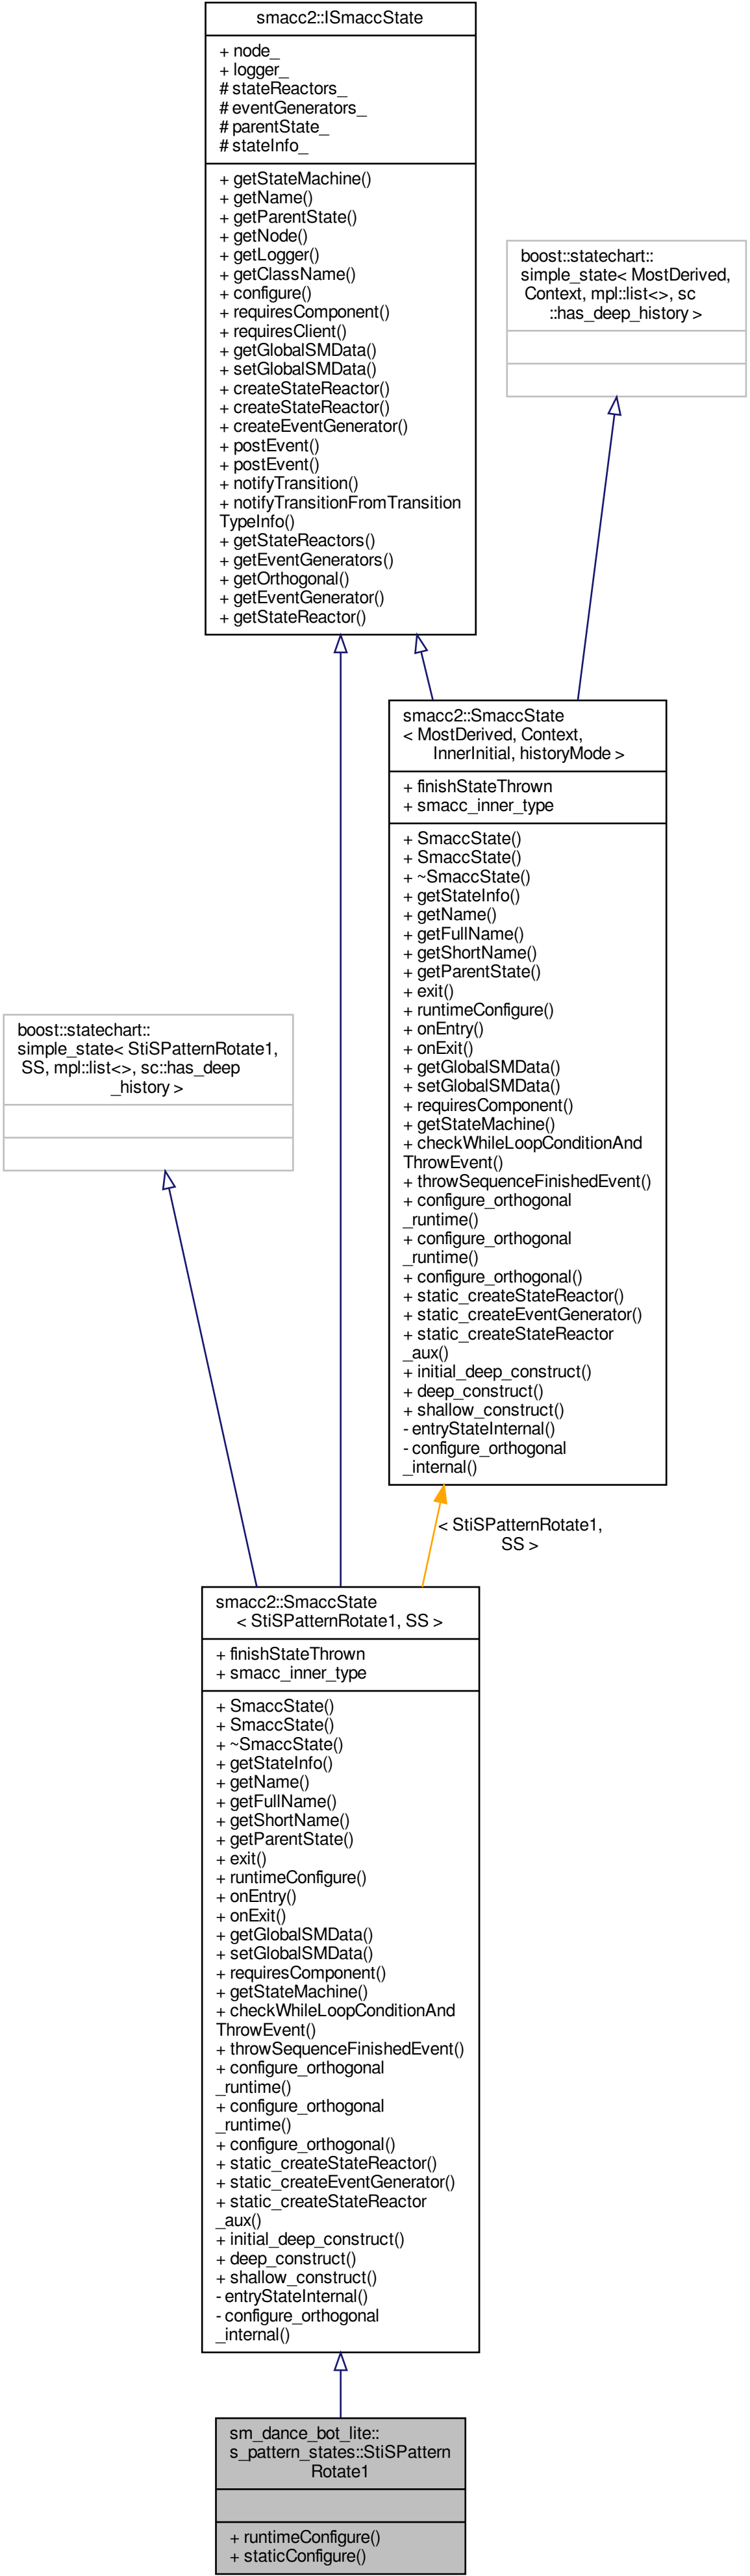 smacc2::ISmaccState
+ node_
+ logger_
# stateReactors_
# eventGenerators_
# parentState_
# stateInfo_
+ getStateMachine()
+ getName()
+ getParentState()
+ getNode()
+ getLogger()
+ getClassName()
+ configure()
+ requiresComponent()
+ requiresClient()
+ getGlobalSMData()
+ setGlobalSMData()
+ createStateReactor()
+ createStateReactor()
+ createEventGenerator()
+ postEvent()
+ postEvent()
+ notifyTransition()
+ notifyTransitionFromTransition
TypeInfo()
+ getStateReactors()
+ getEventGenerators()
+ getOrthogonal()
+ getEventGenerator()
+ getStateReactor()
boost::statechart::
simple_state< MostDerived,
Context, mpl::list<>, sc
::has_deep_history >
smacc2::SmaccState
< MostDerived, Context,
InnerInitial, historyMode >
+ finishStateThrown
+ smacc_inner_type
+ SmaccState()
+ SmaccState()
+ ~SmaccState()
+ getStateInfo()
+ getName()
+ getFullName()
+ getShortName()
+ getParentState()
+ exit()
+ runtimeConfigure()
+ onEntry()
+ onExit()
+ getGlobalSMData()
+ setGlobalSMData()
+ requiresComponent()
+ getStateMachine()
+ checkWhileLoopConditionAnd
ThrowEvent()
+ throwSequenceFinishedEvent()
+ configure_orthogonal
_runtime()
+ configure_orthogonal
_runtime()
+ configure_orthogonal()
+ static_createStateReactor()
+ static_createEventGenerator()
+ static_createStateReactor
_aux()
+ initial_deep_construct()
+ deep_construct()
+ shallow_construct()
- entryStateInternal()
- configure_orthogonal
_internal()
boost::statechart::
simple_state< StiSPatternRotate1,
SS, mpl::list<>, sc::has_deep
_history >
< StiSPatternRotate1,
SS >
smacc2::SmaccState
< StiSPatternRotate1, SS >
+ finishStateThrown
+ smacc_inner_type
+ SmaccState()
+ SmaccState()
+ ~SmaccState()
+ getStateInfo()
+ getName()
+ getFullName()
+ getShortName()
+ getParentState()
+ exit()
+ runtimeConfigure()
+ onEntry()
+ onExit()
+ getGlobalSMData()
+ setGlobalSMData()
+ requiresComponent()
+ getStateMachine()
+ checkWhileLoopConditionAnd
ThrowEvent()
+ throwSequenceFinishedEvent()
+ configure_orthogonal
_runtime()
+ configure_orthogonal
_runtime()
+ configure_orthogonal()
+ static_createStateReactor()
+ static_createEventGenerator()
+ static_createStateReactor
_aux()
+ initial_deep_construct()
+ deep_construct()
+ shallow_construct()
- entryStateInternal()
- configure_orthogonal
_internal()
sm_dance_bot_lite::
s_pattern_states::StiSPattern
Rotate1
+ runtimeConfigure()
+ staticConfigure()